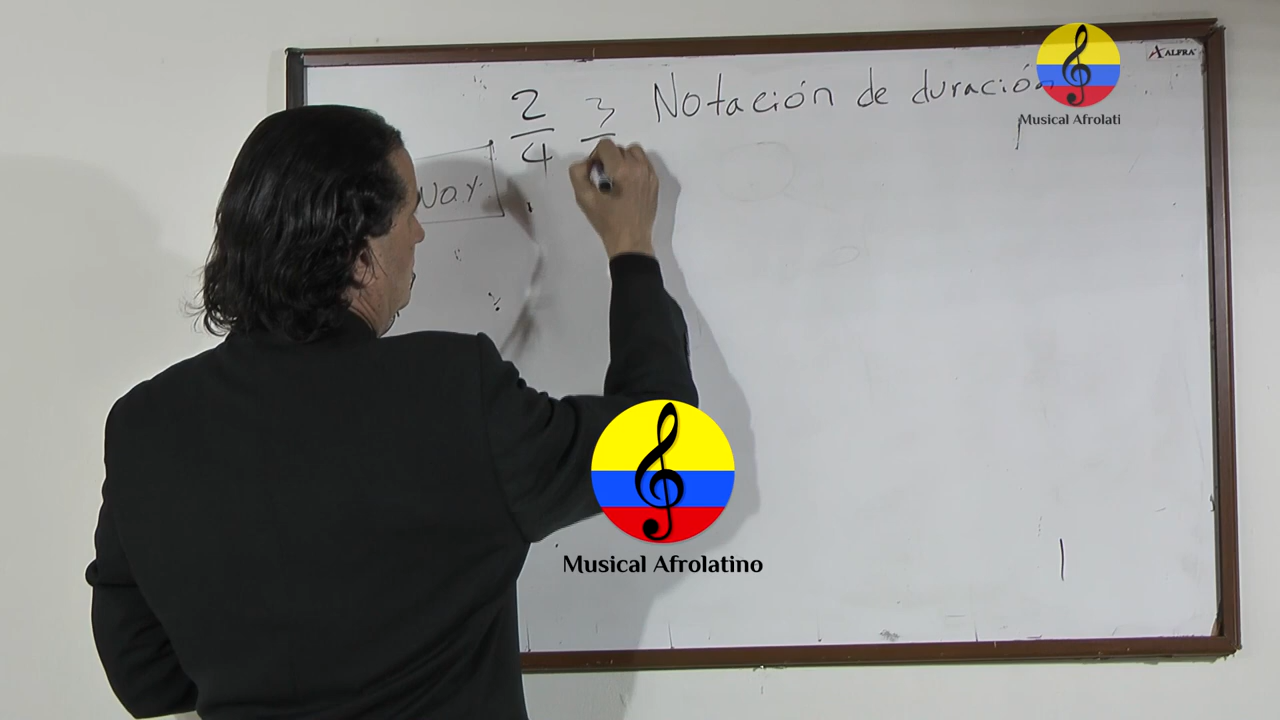 2/4 3/ Notación de duración
ALFRA
Musical Afrolati
Musical Afrolatino